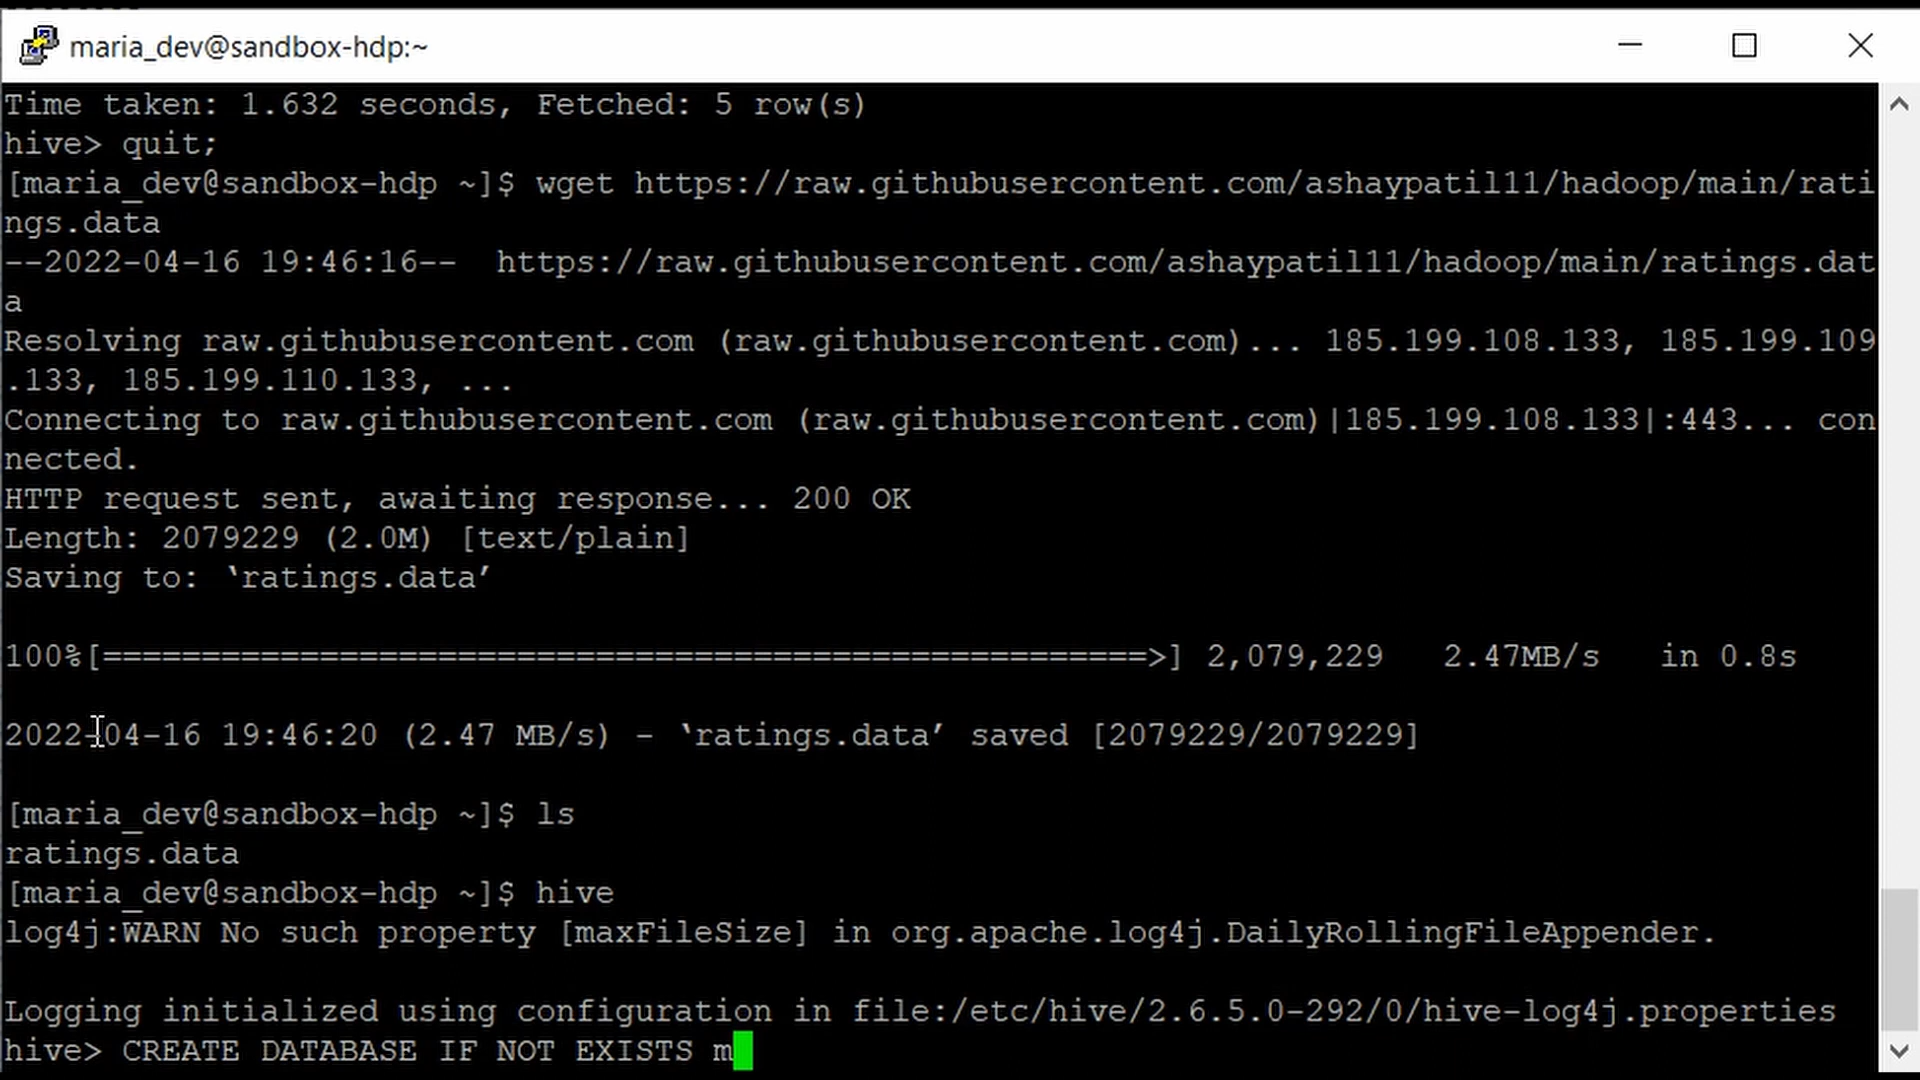 maria_dev@sandbox-hdp:~
Time taken: 1.632 seconds, Fetched: 5 row(s)
hive> quit;
[maria_dev@sandbox-hdp ~]$ wget https://raw.githubusercontent.com/ashaypatil11/hadoop/main/rati
ngs.data
--2022-04-16 19:46:16--  https://raw.githubusercontent.com/ashaypatil11/hadoop/main/ratings.dat
a
Resolving raw.githubusercontent.com (raw.githubusercontent.com)... 185.199.108.133, 185.199.109
.133, 185.199.110.133, ...
Connecting to raw.githubusercontent.com (raw.githubusercontent.com)|185.199.108.133|:443... con
nected.
HTTP request sent, awaiting response... 200 OK
Length: 2079229 (2.0M) [text/plain]
Saving to: ‘ratings.data’
100%[=====================================================>] 2,079,229   2.47MB/s   in 0.8s
2022-04-16 19:46:20 (2.47 MB/s) - ‘ratings.data’ saved [2079229/2079229]
[maria_dev@sandbox-hdp ~]$ ls
ratings.data
[maria_dev@sandbox-hdp ~]$ hive
log4j:WARN No such property [maxFileSize] in org.apache.log4j.DailyRollingFileAppender.
Logging initialized using configuration in file:/etc/hive/2.6.5.0-292/0/hive-log4j.properties
hive> CREATE DATABASE IF NOT EXISTS m